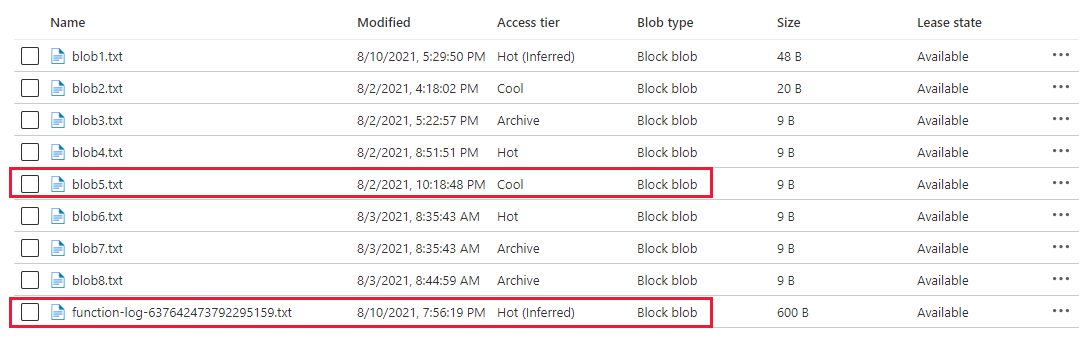 Name Modified Access tier Blob type Size Lease state
blob1.txt 8/10/2021, 5:29:50 PM Hot (Inferred) Block blob 48 B Available
blob2.txt 8/2/2021, 4:18:02 PM Cool Block blob 20 B Available
blob3.txt 8/2/2021, 5:22:57 PM Archive Block blob 9 B Available
blob4.txt 8/2/2021, 8:51:51 PM Hot Block blob 9 B Available
blob5.txt 8/2/2021, 10:18:48 PM Cool Block blob 9 B Available
blob6.txt 8/3/2021, 8:35:43 AM Hot Block blob 9 B Available
blob7.txt 8/3/2021, 8:35:43 AM Archive Block blob 9 B Available
blob8.txt 8/3/2021, 8:44:59 AM Archive Block blob 9 B Available
function-log-637642473792295159.txt 8/10/2021, 7:56:19 PM Hot (Inferred) Block blob 600 B Available